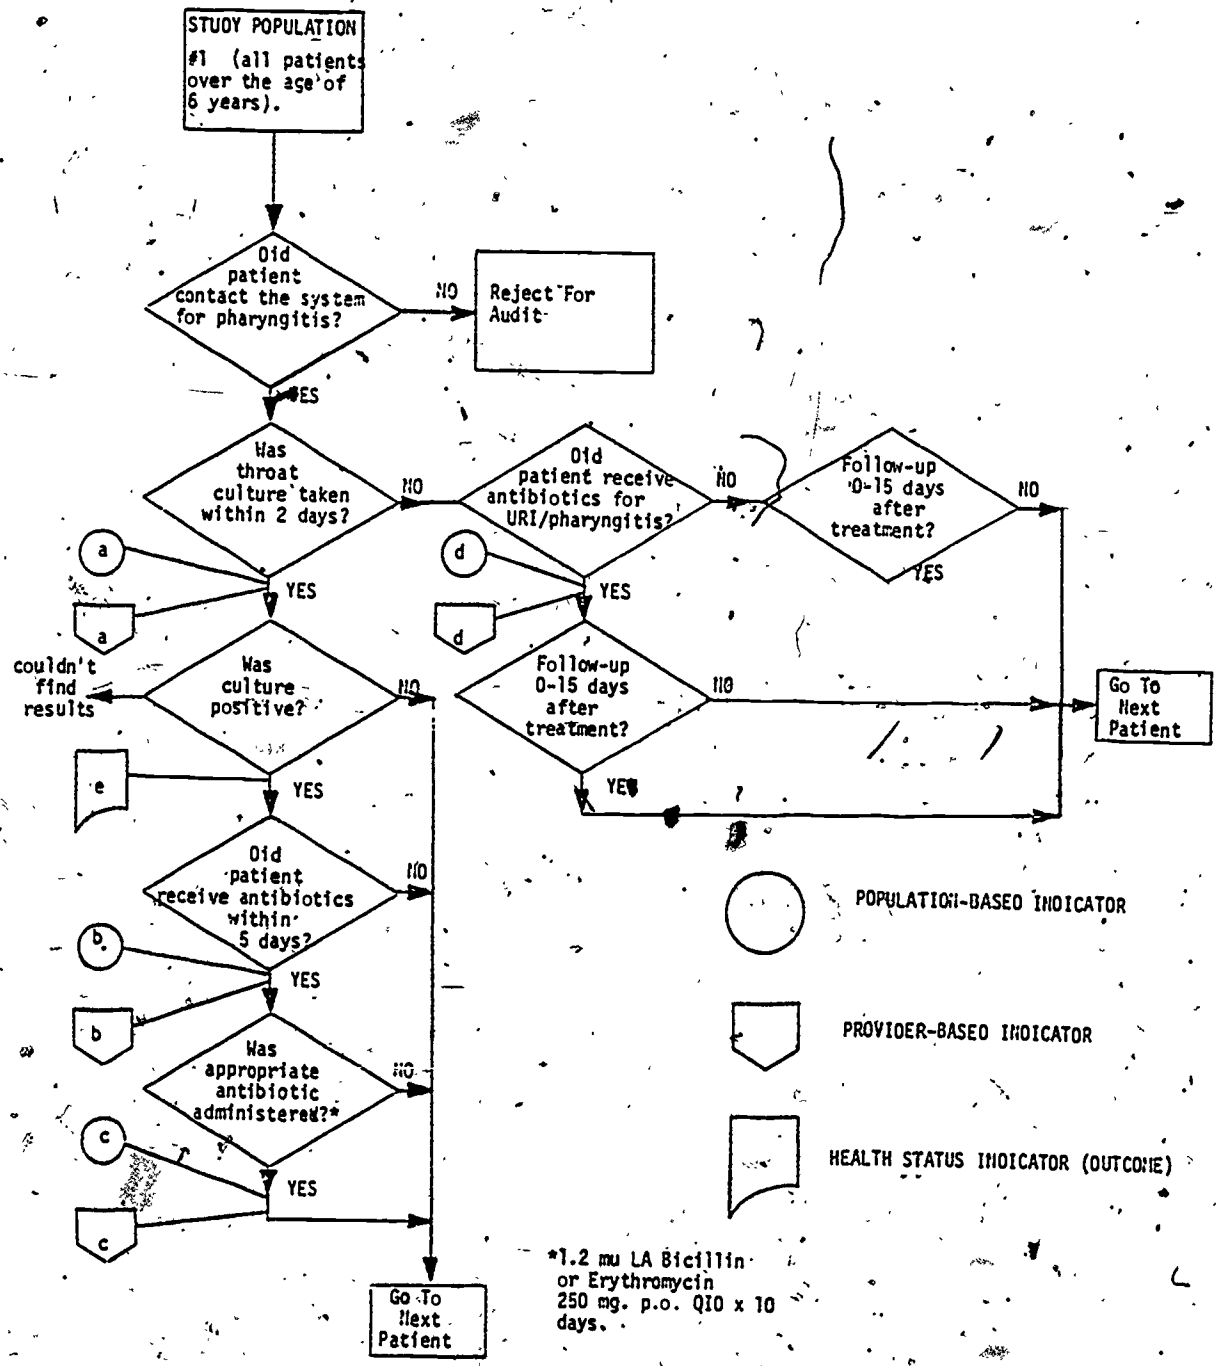 STUDY POPULATION
#1 (all patients
over the age of
6 years).
Did
patient
contact the system
for pharyngitis?
NO
Reject For
Audit
YES
Was
throat
culture taken
within 2 days?
NO
Did
patient receive
antibiotics for
URI/pharyngitis?
NO
Follow-up
0-15 days
after
treatment?
NO
YES
a
YES
a
d
YES
d
couldn't
find
results
Was
culture
positive?
NO
Follow-up
0-15 days
after
treatment?
NO
Go To
Next
Patient
e
YES
YES
Did
patient
receive antibiotics
within
5 days?
NO
b
YES
b
Was
appropriate
antibiotic
administered?*
NO
c
YES
c
Go To
Next
Patient
POPULATION-BASED INDICATOR
PROVIDER-BASED INDICATOR
HEALTH STATUS INDICATOR (OUTCOME)
*1.2 mu LA Bicillin
or Erythromycin
250 mg. p.o. QID x 10
days.